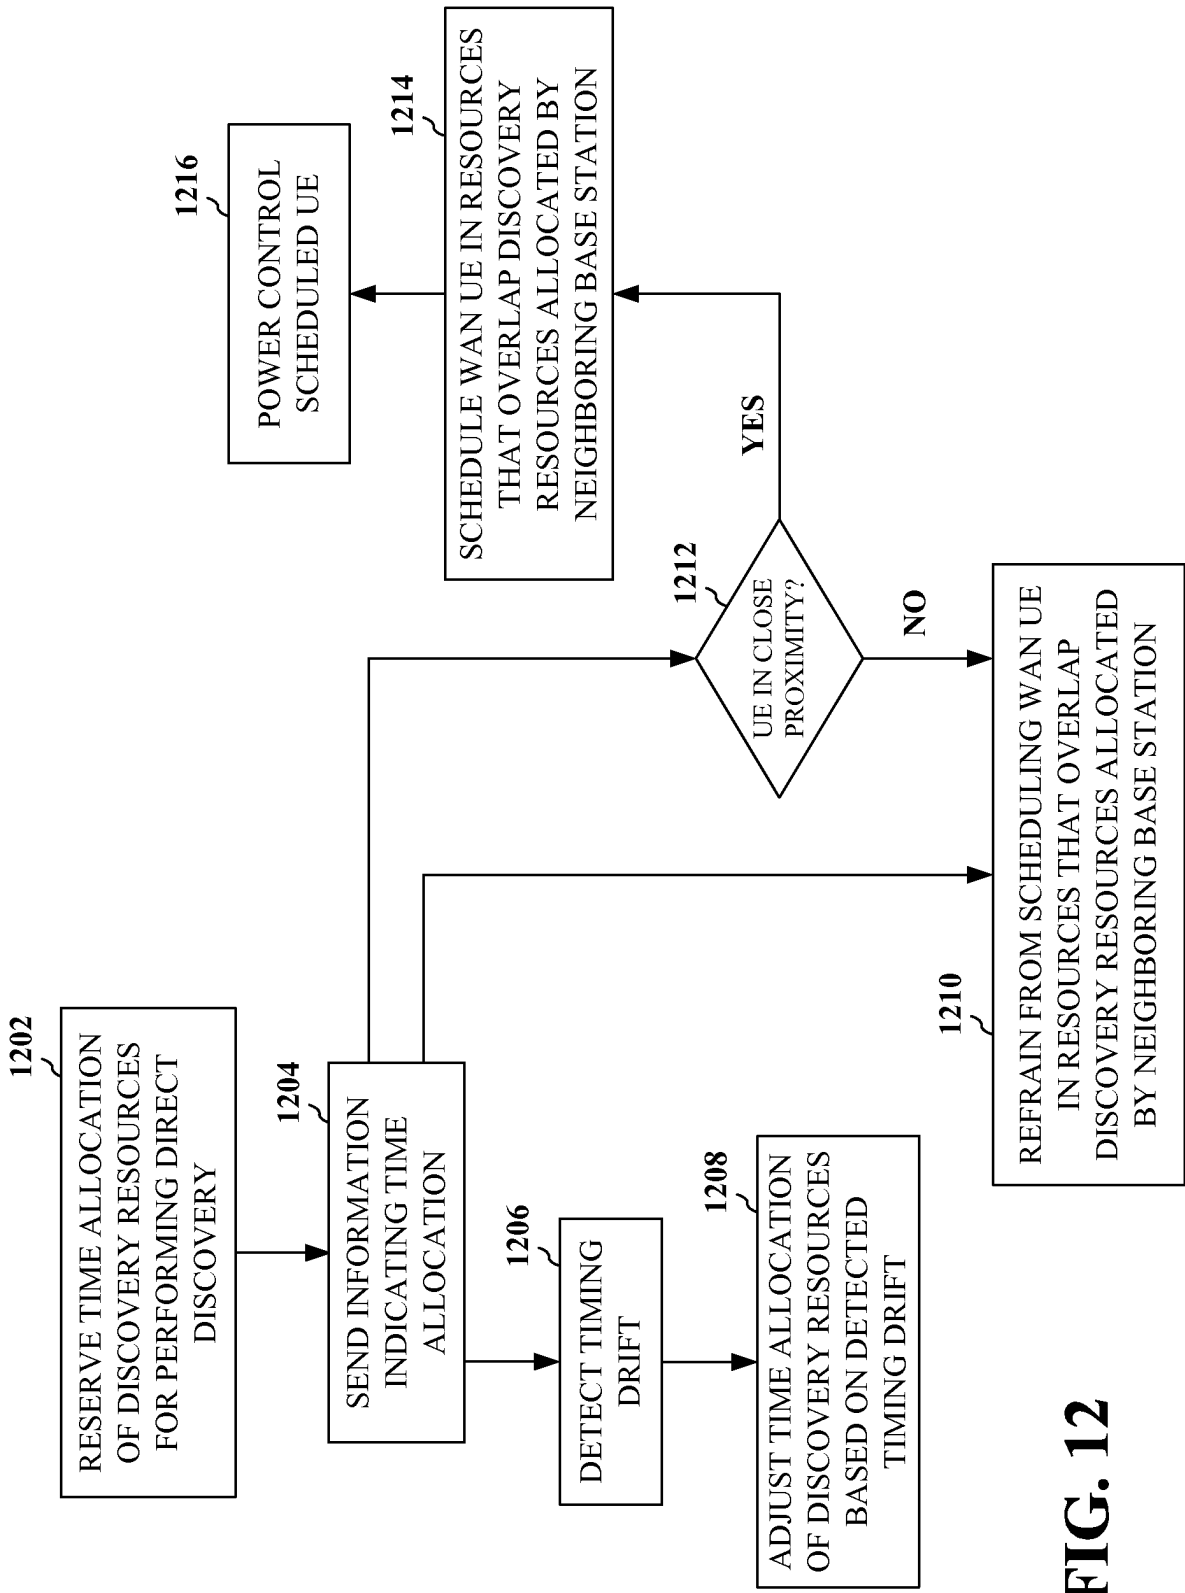 1202
RESERVE TIME ALLOCATION
OF DISCOVERY RESOURCES
FOR PERFORMING DIRECT
DISCOVERY
1204
SEND INFORMATION
INDICATING TIME
ALLOCATION
1206
DETECT TIMING
DRIFT
1208
ADJUST TIME ALLOCATION
OF DISCOVERY RESOURCES
BASED ON DETECTED
TIMING DRIFT
1210
REFRAIN FROM SCHEDULING WAN UE
IN RESOURCES THAT OVERLAP
DISCOVERY RESOURCES ALLOCATED
BY NEIGHBORING BASE STATION
1212
UE IN CLOSE
PROXIMITY?
NO
YES
1214
SCHEDULE WAN UE IN RESOURCES
THAT OVERLAP DISCOVERY
RESOURCES ALLOCATED BY
NEIGHBORING BASE STATION
1216
POWER CONTROL
SCHEDULED UE
FIG. 12